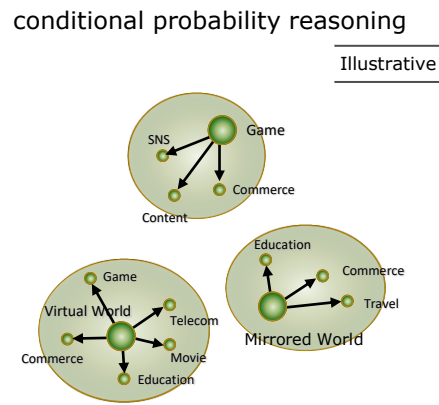 conditional probability reasoning
Illustrative
Game
SNS
Commerce
Content
Education
Commerce
Travel
Mirrored World
Game
Virtual World
Telecom
Commerce
Movie
Education